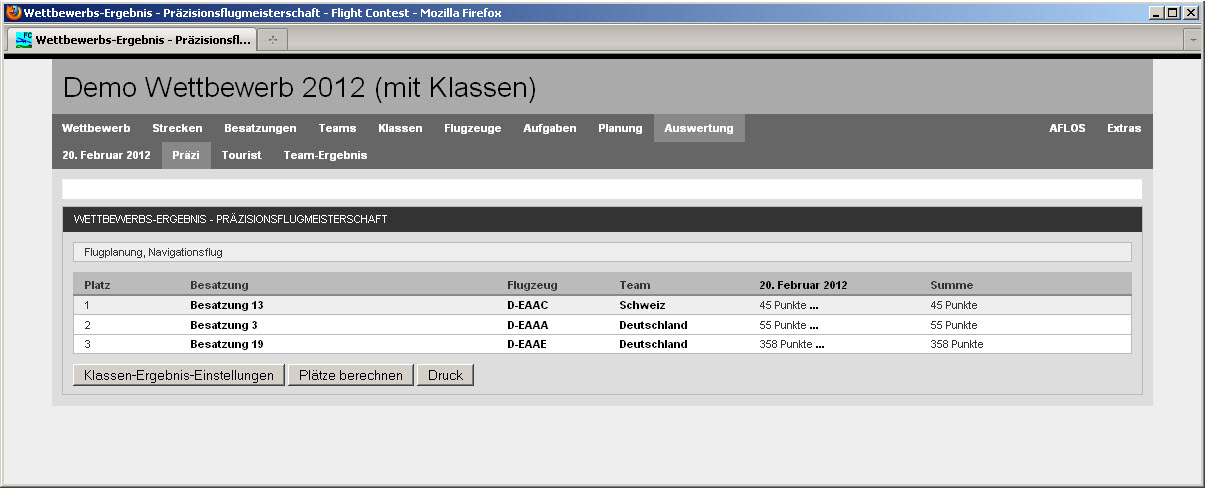 Wettbewerbs-Ergebnis - Präzisionsflugmeisterschaft - Flight Contest - Mozilla Firefox
FC Wettbewerbs-Ergebnis - Präzisionsfl...
Demo Wettbewerb 2012 (mit Klassen)
Wettbewerb Strecken Besatzungen Teams Klassen Flugzeuge Aufgaben Planung Auswertung AFLOS Extras
20. Februar 2012 Präzi Tourist Team-Ergebnis
WETTBEWERBS-ERGEBNIS - PRÄZISIONSFLUGMEISTERSCHAFT
Flugplanung, Navigationsflug
Platz Besatzung Flugzeug Team 20. Februar 2012 Summe
1 Besatzung 13 D-EAAC Schweiz 45 Punkte ... 45 Punkte
2 Besatzung 3 D-EAAA Deutschland 55 Punkte ... 55 Punkte
3 Besatzung 19 D-EAAE Deutschland 358 Punkte ... 358 Punkte
Klassen-Ergebnis-Einstellungen Plätze berechnen Druck